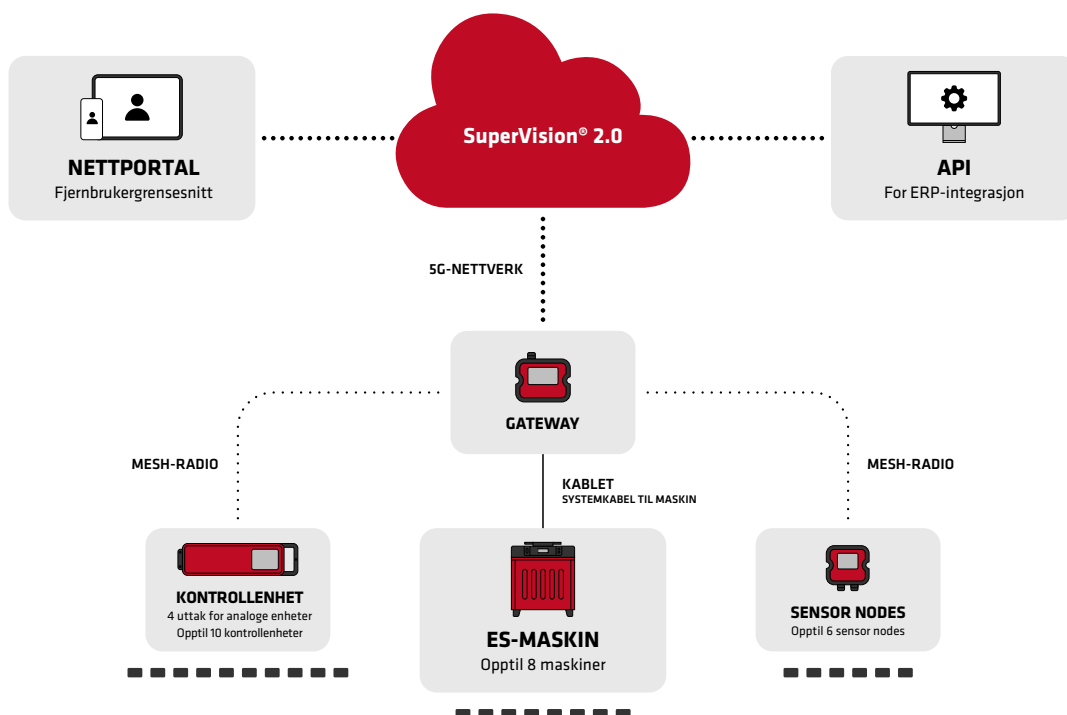 SuperVision® 2.0
NETTPORTAL
Fjernbrukergrensesnitt
API
For ERP-integrasjon
5G-NETTVERK
GATEWAY
MESH-RADIO
KABLET
SYSTEMKABEL TIL MASKIN
MESH-RADIO
KONTROLLENHET
4 uttak for analoge enheter
Opptil 10 kontrollenheter
ES-MASKIN
Opptil 8 maskiner
SENSOR NODES
Opptil 6 sensor nodes